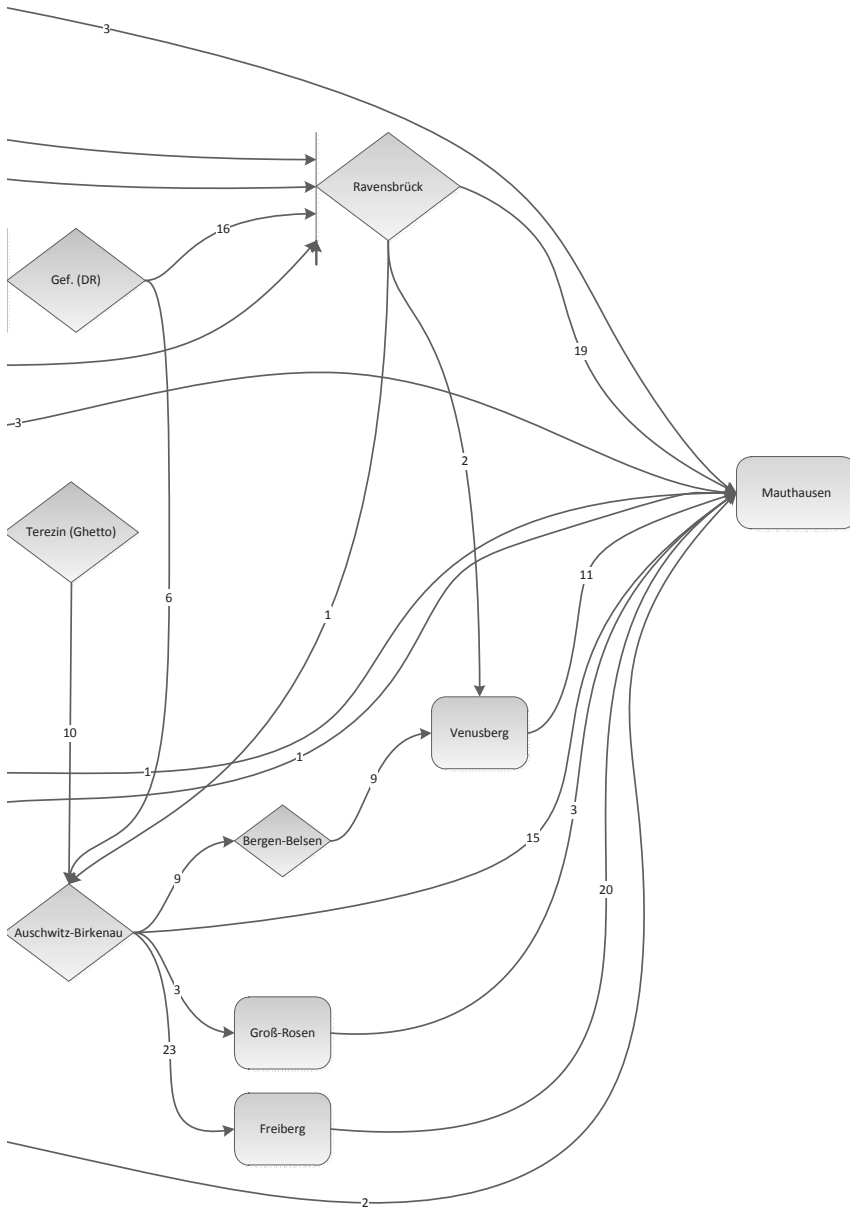 3
Ravensbrück
16
Gef. (DR)
19
3
2
Mauthausen
Terezin (Ghetto)
11
6
1
10
Venusberg
1
1
9
3
15
Bergen-Belsen
9
20
Auschwitz-Birkenau
3
Groß-Rosen
23
Freiberg
2